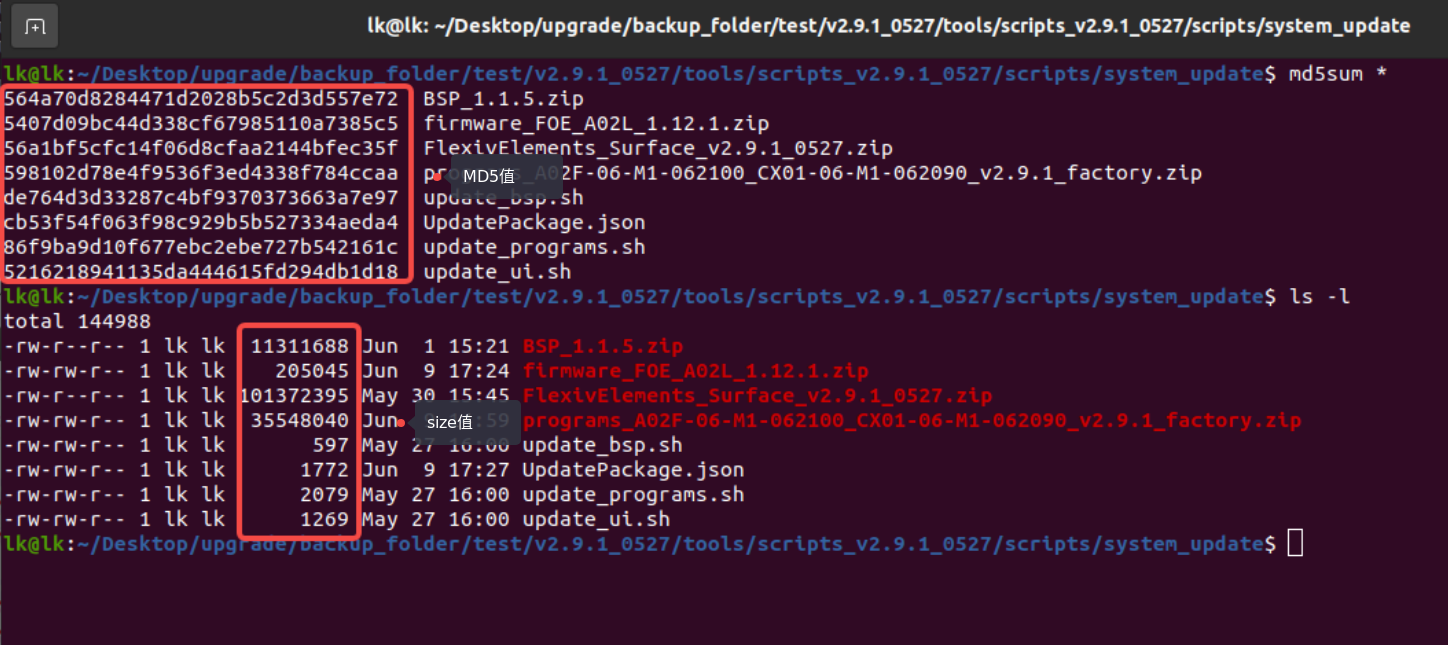 lk@lk: ~/Desktop/upgrade/backup_folder/test/v2.9.1_0527/tools/scripts_v2.9.1_0527/scripts/system_update
lk@lk:~/Desktop/upgrade/backup_folder/test/v2.9.1_0527/tools/scripts_v2.9.1_0527/scripts/system_update$ md5sum *
564a70d8284471d2028b5c2d3d557e72 BSP_1.1.5.zip
5407d09bc44d338cf67985110a7385c5 firmware_FOE_A02L_1.12.1.zip
56a1bf5cfc14f06d8cfaa2144bfec35f FlexivElements_Surface_v2.9.1_0527.zip
598102d78e4f9536f3ed4338f784ccaa programs_A02F-06-M1-062100_CX01-06-M1-062090_v2.9.1_factory.zip
MD5值
de764d3d33287c4bf9370373663a7e97 update_bsp.sh
cb53f54f063f98c929b5b527334aeda4 UpdatePackage.json
86f9ba9d10f677ebc2ebe727b542161c update_programs.sh
5216218941135da444615fd294db1d18 update_ui.sh
lk@lk:~/Desktop/upgrade/backup_folder/test/v2.9.1_0527/tools/scripts_v2.9.1_0527/scripts/system_update$ ls -l
total 144988
-rw-r--r-- 1 lk lk 11311688 Jun 1 15:21 BSP_1.1.5.zip
-rw-rw-r-- 1 lk lk 205045 Jun 9 17:24 firmware_FOE_A02L_1.12.1.zip
-rw-rw-r-- 1 lk lk 101372395 May 30 15:45 FlexivElements_Surface_v2.9.1_0527.zip
-rw-rw-r-- 1 lk lk 35548040 Jun programs_A02F-06-M1-062100_CX01-06-M1-062090_v2.9.1_factory.zip
size值
-rw-rw-r-- 1 lk lk 597 May 27 16:00 update_bsp.sh
-rw-rw-r-- 1 lk lk 1772 Jun 9 17:27 UpdatePackage.json
-rw-rw-r-- 1 lk lk 2079 May 27 16:00 update_programs.sh
-rw-rw-r-- 1 lk lk 1269 May 27 16:00 update_ui.sh
lk@lk:~/Desktop/upgrade/backup_folder/test/v2.9.1_0527/tools/scripts_v2.9.1_0527/scripts/system_update$